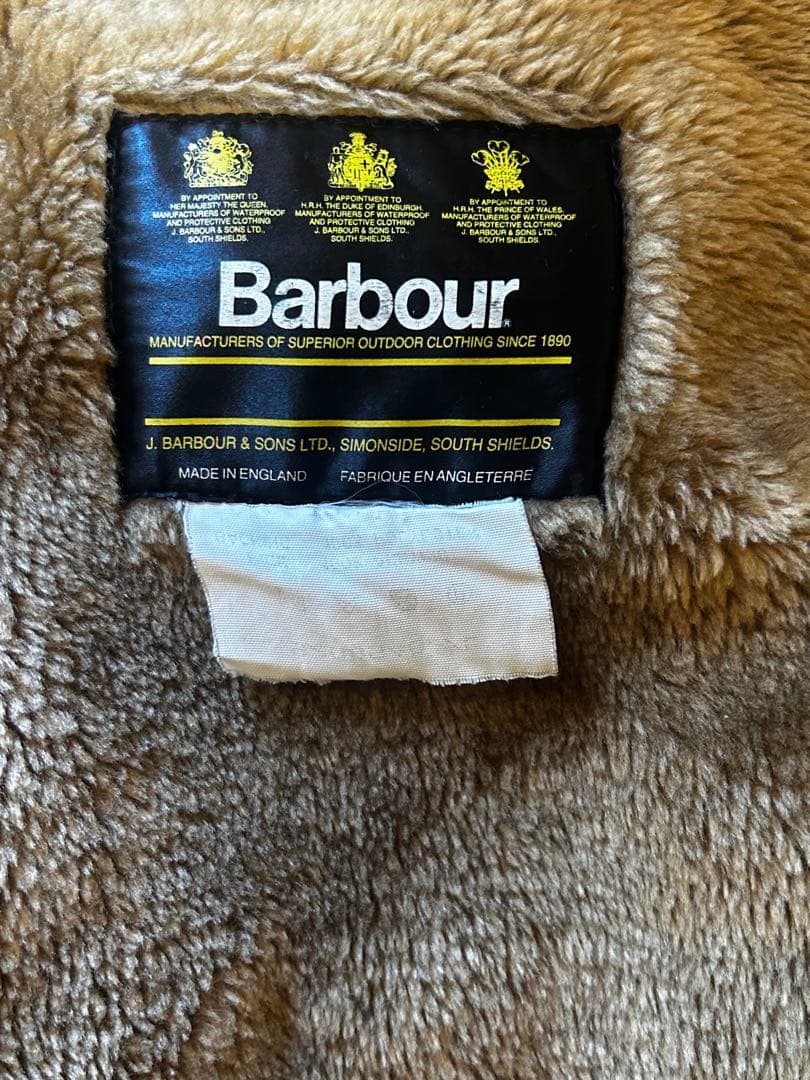 BY APPOINTMENT TO
HER MAJESTY THE QUEEN.
MANUFACTURERS OF WATERPROOF
AND PROTECTIVE CLOTHING
J. BARBOUR & SONS LTD.,
SOUTH SHIELDS.
BY APPOINTMENT TO
H.R.H. THE DUKE OF EDINBURGH.
MANUFACTURERS OF WATERPROOF
AND PROTECTIVE CLOTHING
J. BARBOUR & SONS LTD.,
SOUTH SHIELDS.
BY APPOINTMENT TO
H.R.H. THE PRINCE OF WALES.
MANUFACTURERS OF WATERPROOF
AND PROTECTIVE CLOTHING
J. BARBOUR & SONS LTD.,
SOUTH SHIELDS.
Barbour®
MANUFACTURERS OF SUPERIOR OUTDOOR CLOTHING SINCE 1890
J. BARBOUR & SONS LTD., SIMONSIDE, SOUTH SHIELDS.
MADE IN ENGLAND FABRIQUE EN ANGLETERRE